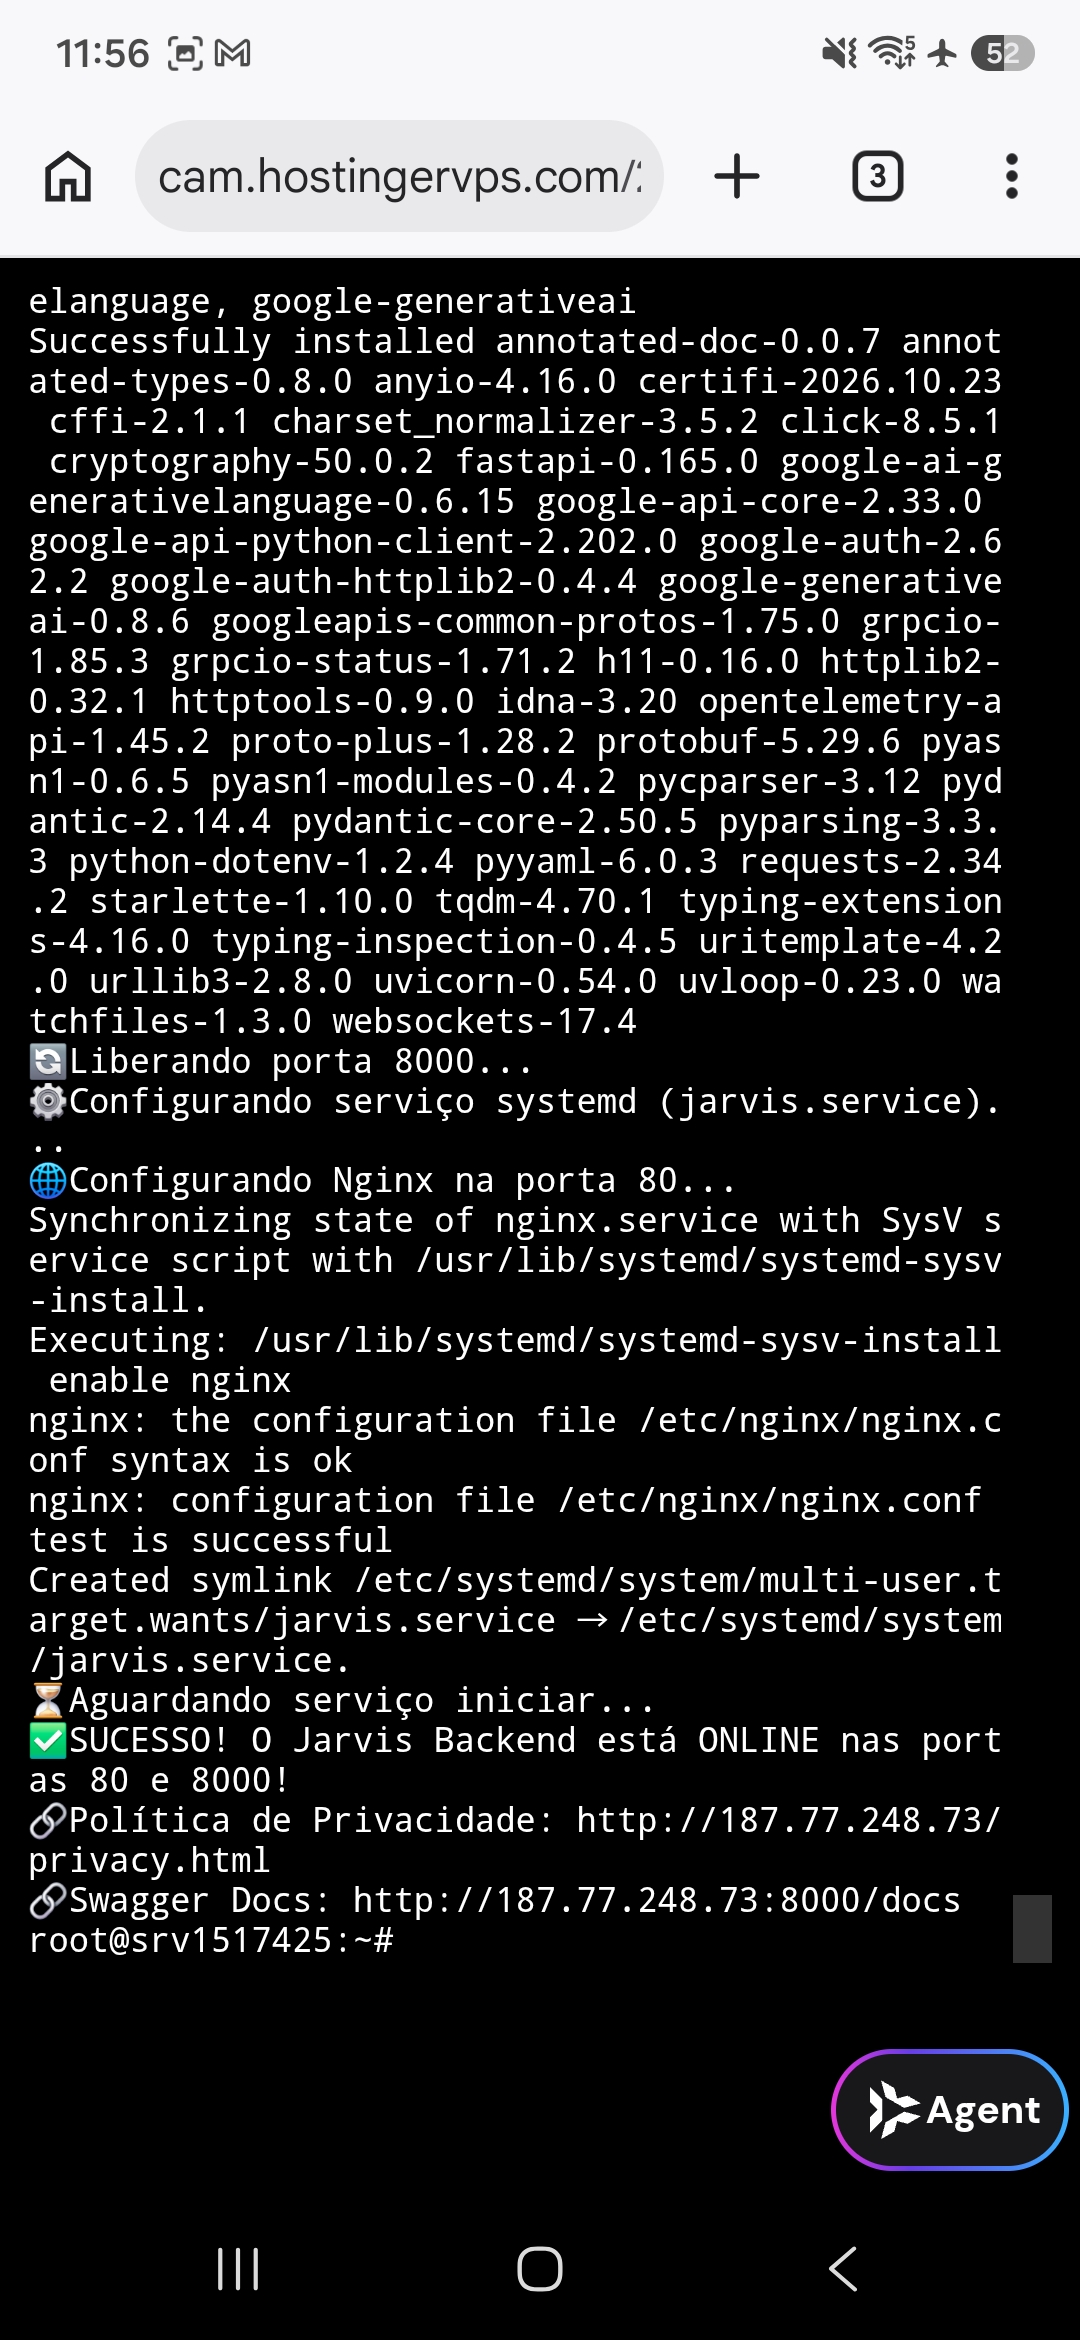 11:56
5
52
cam.hostingervps.com/
3
elanguage, google-generativeai
Successfully installed annotated-doc-0.0.7 annot
ated-types-0.8.0 anyio-4.16.0 certifi-2026.10.23
cffi-2.1.1 charset_normalizer-3.5.2 click-8.5.1
cryptography-50.0.2 fastapi-0.165.0 google-ai-g
enerativelanguage-0.6.15 google-api-core-2.33.0
google-api-python-client-2.202.0 google-auth-2.6
2.2 google-auth-httplib2-0.4.4 google-generative
ai-0.8.6 googleapis-common-protos-1.75.0 grpcio-
1.85.3 grpcio-status-1.71.2 h11-0.16.0 httplib2-
0.32.1 httptools-0.9.0 idna-3.20 opentelemetry-a
pi-1.45.2 proto-plus-1.28.2 protobuf-5.29.6 pyas
n1-0.6.5 pyasn1-modules-0.4.2 pycparser-3.12 pyd
antic-2.14.4 pydantic-core-2.50.5 pyparsing-3.3.
3 python-dotenv-1.2.4 pyyaml-6.0.3 requests-2.34
.2 starlette-1.10.0 tqdm-4.70.1 typing-extension
s-4.16.0 typing-inspection-0.4.5 uritemplate-4.2
.0 urllib3-2.8.0 uvicorn-0.54.0 uvloop-0.23.0 wa
tchfiles-1.3.0 websockets-17.4
🔄Liberando porta 8000...
⚙️Configurando serviço systemd (jarvis.service).
..
🌐Configurando Nginx na porta 80...
Synchronizing state of nginx.service with SysV s
ervice script with /usr/lib/systemd/systemd-sysv
-install.
Executing: /usr/lib/systemd/systemd-sysv-install
enable nginx
nginx: the configuration file /etc/nginx/nginx.c
onf syntax is ok
nginx: configuration file /etc/nginx/nginx.conf
test is successful
Created symlink /etc/systemd/system/multi-user.t
arget.wants/jarvis.service → /etc/systemd/system
/jarvis.service.
⏳Aguardando serviço iniciar...
✅SUCESSO! O Jarvis Backend está ONLINE nas port
as 80 e 8000!
🔗Política de Privacidade: http://187.77.248.73/
privacy.html
🔗Swagger Docs: http://187.77.248.73:8000/docs
root@srv1517425:~#
Agent